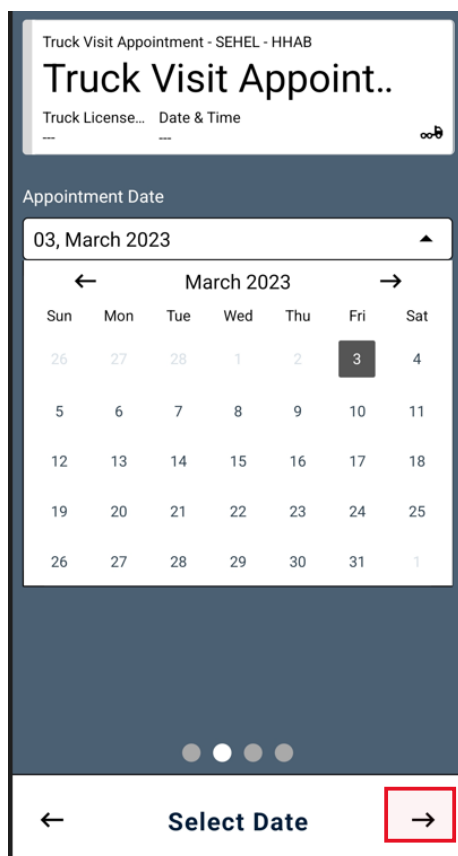 Truck Visit Appointment - SEHEL - HHAB
Truck Visit Appoint..
Truck License... Date & Time
--- ---
Appointment Date
03, March 2023
← March 2023 →
Sun Mon Tue Wed Thu Fri Sat
26 27 28 1 2 3 4
5 6 7 8 9 10 11
12 13 14 15 16 17 18
19 20 21 22 23 24 25
26 27 28 29 30 31 1
← Select Date →